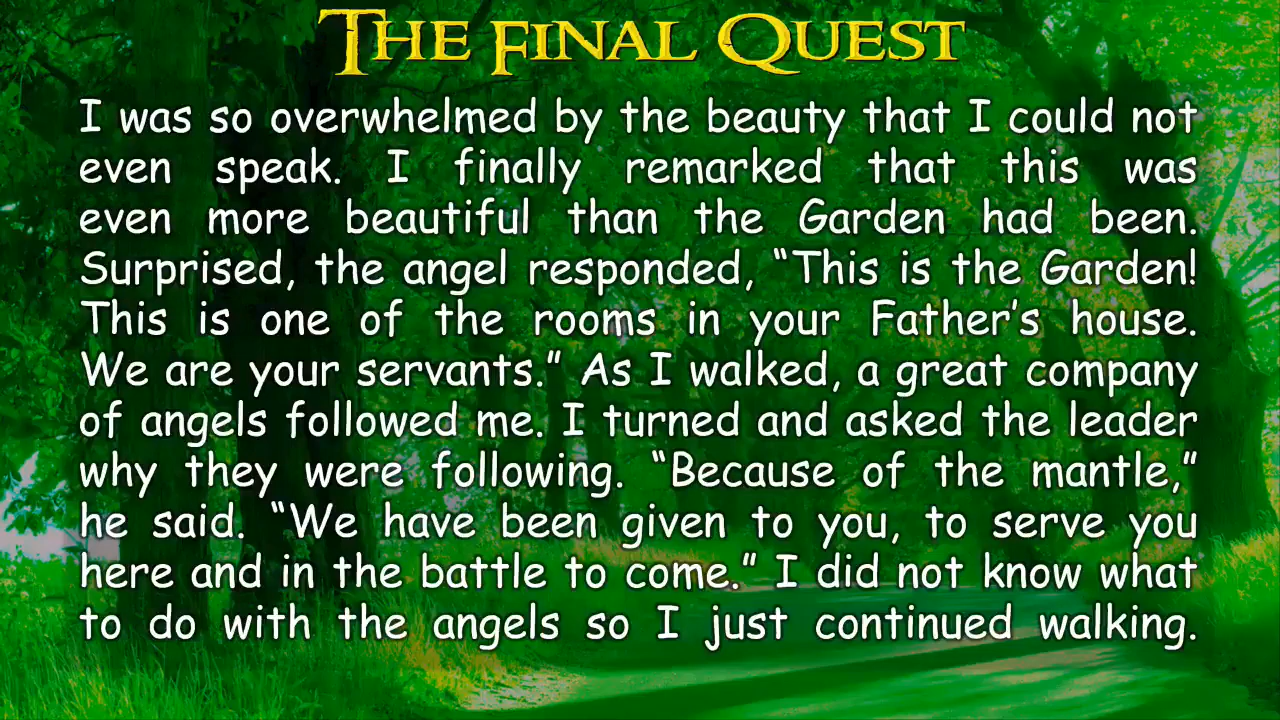 The Final Quest
I was so overwhelmed by the beauty that I could not
even speak. I finally remarked that this was
even more beautiful than the Garden had been.
Surprised, the angel responded, “This is the Garden!
This is one of the rooms in your Father’s house.
We are your servants.” As I walked, a great company
of angels followed me. I turned and asked the leader
why they were following. “Because of the mantle,”
he said. “We have been given to you, to serve you
here and in the battle to come.” I did not know what
to do with the angels so I just continued walking.